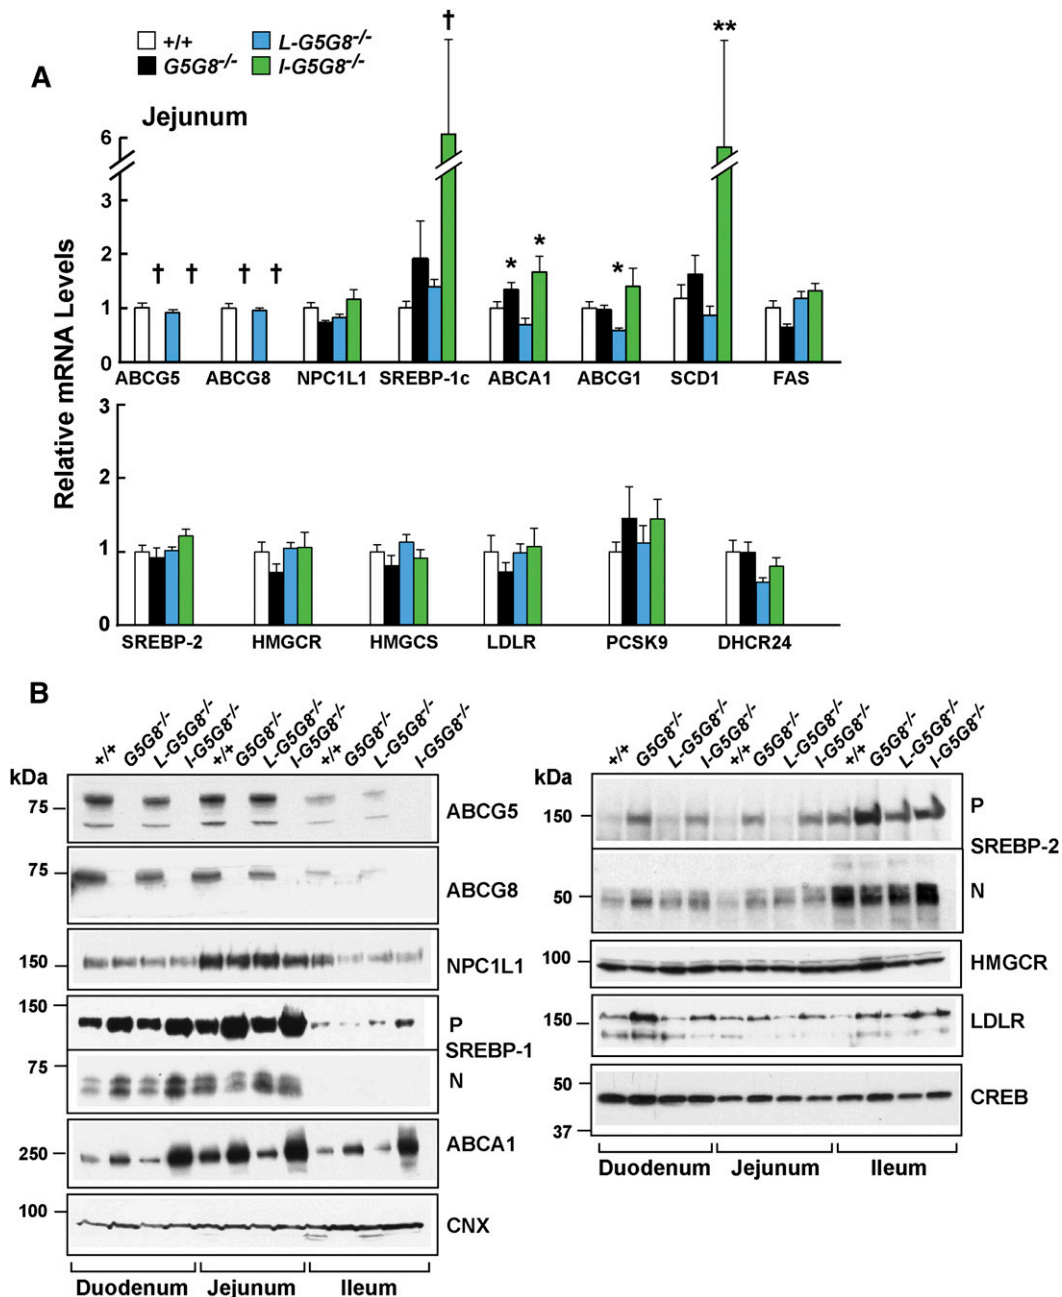 +/+ L-G5G8-/-
G5G8-/- I-G5G8-/-
A
Jejunum
Relative mRNA Levels
6
3
2
1
0
† † † † † * * * **
ABCG5 ABCG8 NPC1L1 SREBP-1c ABCA1 ABCG1 SCD1 FAS
3
2
1
0
SREBP-2 HMGCR HMGCS LDLR PCSK9 DHCR24
B
+/+ G5G8-/- L-G5G8-/- I-G5G8-/- +/+ G5G8-/- L-G5G8-/- I-G5G8-/- +/+ G5G8-/- L-G5G8-/- I-G5G8-/-
kDa
75 ABCG5
75 ABCG8
150 NPC1L1
150 P
SREBP-1
75 N
250 ABCA1
100 CNX
Duodenum Jejunum Ileum
+/+ G5G8-/- L-G5G8-/- I-G5G8-/- +/+ G5G8-/- L-G5G8-/- I-G5G8-/- +/+ G5G8-/- L-G5G8-/- I-G5G8-/-
kDa
150 P
SREBP-2
50 N
100 HMGCR
150 LDLR
50 CREB
37
Duodenum Jejunum Ileum